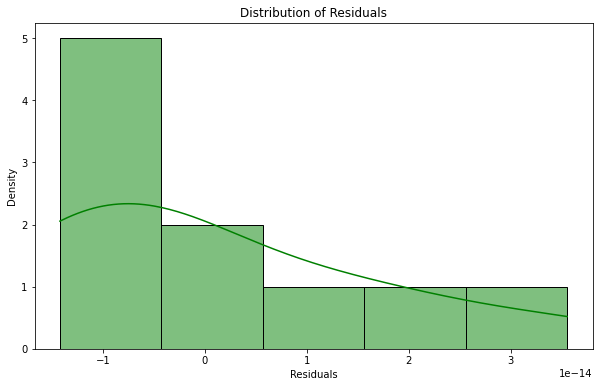 Distribution of Residuals
Density
5
4
3
2
1
0
−1 0 1 2 3
1e−14
Residuals